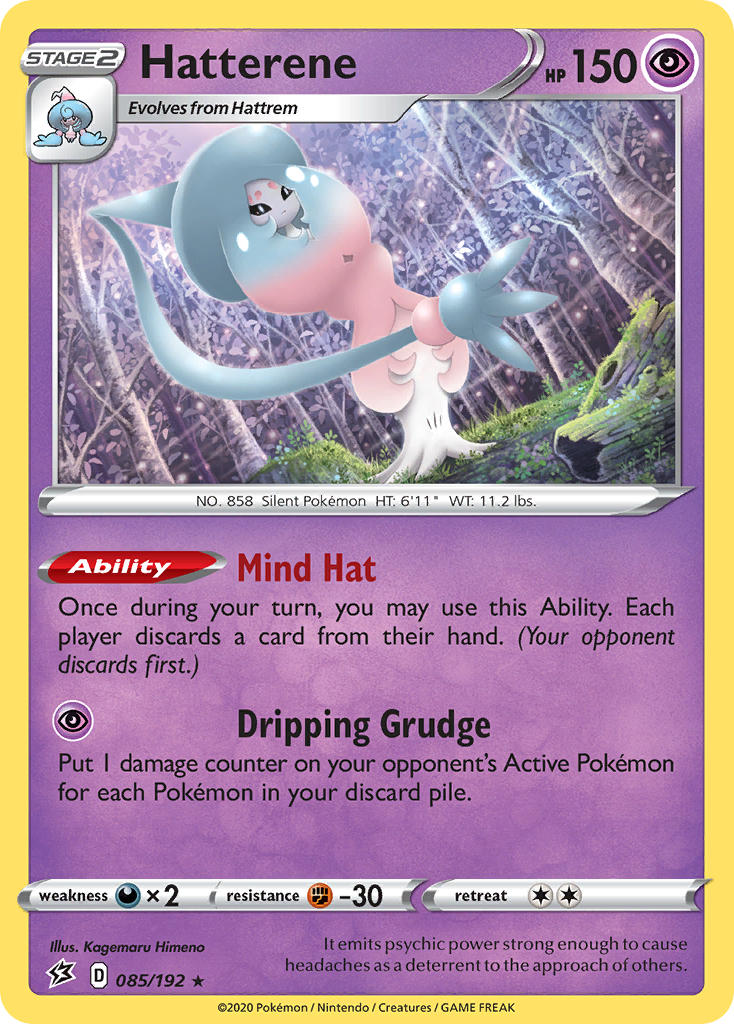 STAGE2
Hatterene
HP 150
Evolves from Hattrem
NO. 858 Silent Pokémon HT: 6'11" WT: 11.2 lbs.
Ability Mind Hat
Once during your turn, you may use this Ability. Each
player discards a card from their hand. (Your opponent
discards first.)
Dripping Grudge
Put 1 damage counter on your opponent's Active Pokémon
for each Pokémon in your discard pile.
weakness ×2 resistance -30 retreat
Illus. Kagemaru Himeno
It emits psychic power strong enough to cause
headaches as a deterrent to the approach of others.
D 085/192 ★
©2020 Pokémon / Nintendo / Creatures / GAME FREAK